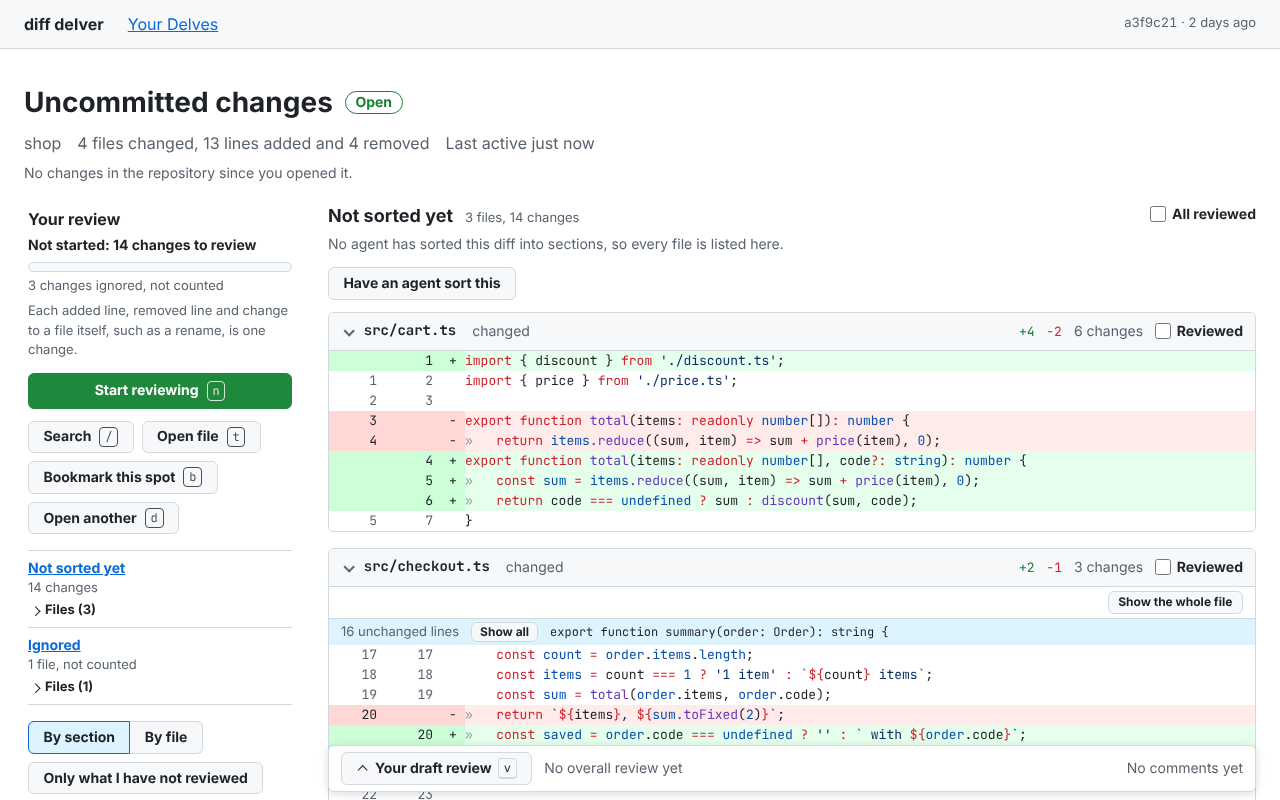 diff delver Your Delves a3f9c21 · 2 days ago
Uncommitted changes Open
shop 4 files changed, 13 lines added and 4 removed Last active just now
No changes in the repository since you opened it.
Your review
Not started: 14 changes to review
3 changes ignored, not counted
Each added line, removed line and change
to a file itself, such as a rename, is one
change.
Start reviewing n
Search / Open file t
Bookmark this spot b
Open another d
Not sorted yet
14 changes
Files (3)
Ignored
1 file, not counted
Files (1)
By section By file
Only what I have not reviewed
Not sorted yet 3 files, 14 changes All reviewed
No agent has sorted this diff into sections, so every file is listed here.
Have an agent sort this
src/cart.ts changed +4 -2 6 changes Reviewed
1 + import { discount } from './discount.ts';
1 2 import { price } from './price.ts';
2 3
3 - export function total(items: readonly number[]): number {
4 - » return items.reduce((sum, item) => sum + price(item), 0);
4 + export function total(items: readonly number[], code?: string): number {
5 + » const sum = items.reduce((sum, item) => sum + price(item), 0);
6 + » return code === undefined ? sum : discount(sum, code);
5 7 }
src/checkout.ts changed +2 -1 3 changes Reviewed
Show the whole file
16 unchanged lines Show all export function summary(order: Order): string {
17 17 const count = order.items.length;
18 18 const items = count === 1 ? '1 item' : `${count} items`;
19 19 const sum = total(order.items, order.code);
20 - » return `${items}, ${sum.toFixed(2)}`;
20 + » const saved = order.code === undefined ? '' : ` with ${order.code}`;
Your draft review v No overall review yet No comments yet
22 23